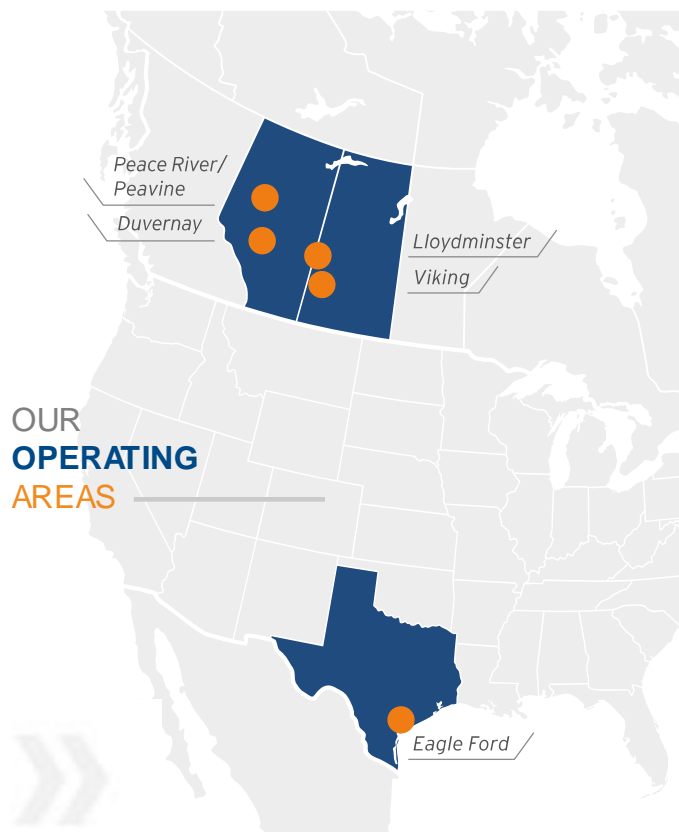 Peace River/
Peavine
Duvernay
Lloydminster
Viking
OUR
OPERATING
AREAS
Eagle Ford